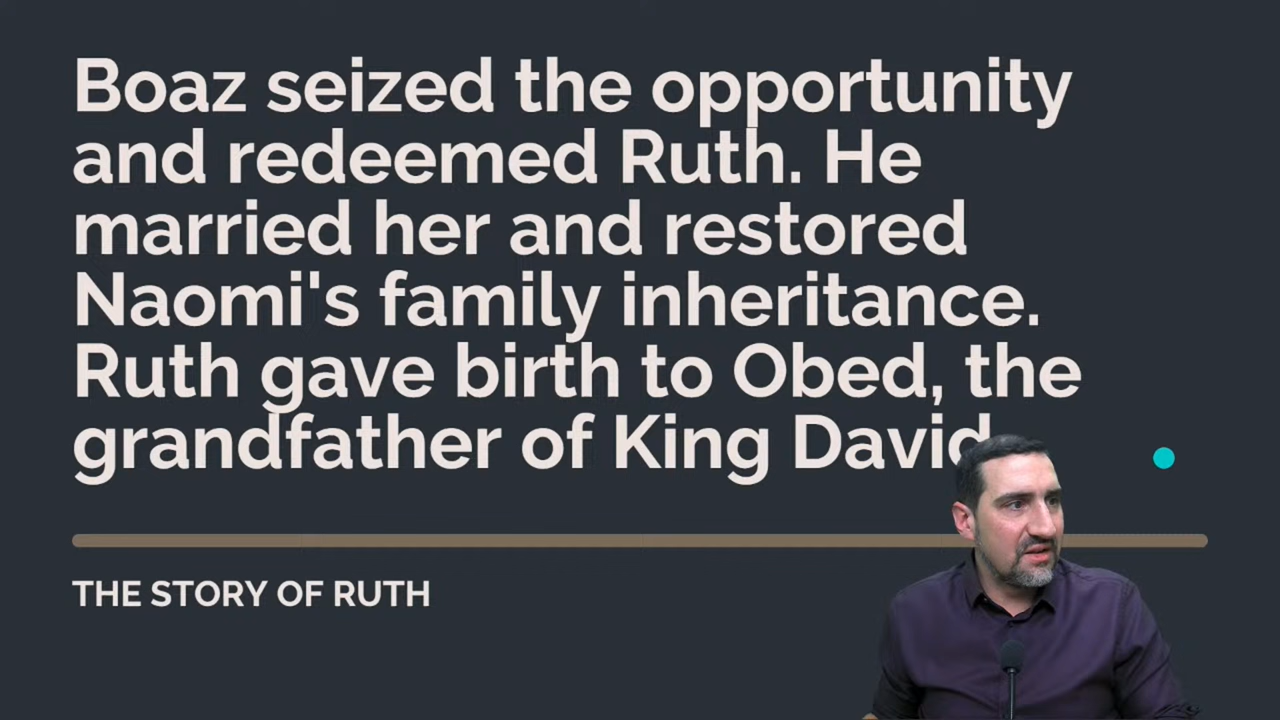 Boaz seized the opportunity
and redeemed Ruth. He
married her and restored
Naomi's family inheritance.
Ruth gave birth to Obed, the
grandfather of King David
THE STORY OF RUTH